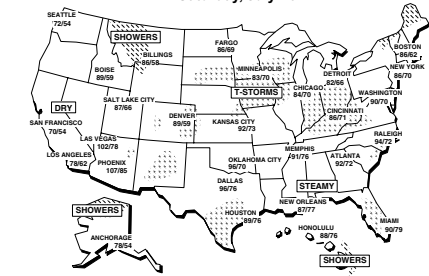 SEATTLE
72/54
SHOWERS
BILLINGS
86/58
FARGO
86/69
BOISE
89/59
MINNEAPOLIS
83/70
T-STORMS
CHICAGO
84/70
DETROIT
82/66
BOSTON
86/62
NEW YORK
86/70
WASHINGTON
90/70
DRY
SALT LAKE CITY
87/66
SAN FRANCISCO
70/54
DENVER
89/59
KANSAS CITY
92/73
CINCINNATI
86/71
RALEIGH
94/72
LAS VEGAS
102/78
LOS ANGELES
78/62
PHOENIX
107/85
OKLAHOMA CITY
96/70
MEMPHIS
91/76
ATLANTA
92/72
DALLAS
96/76
STEAMY
NEW ORLEANS
87/77
SHOWERS
HOUSTON
89/76
MIAMI
90/79
ANCHORAGE
78/54
HONOLULU
88/76
SHOWERS